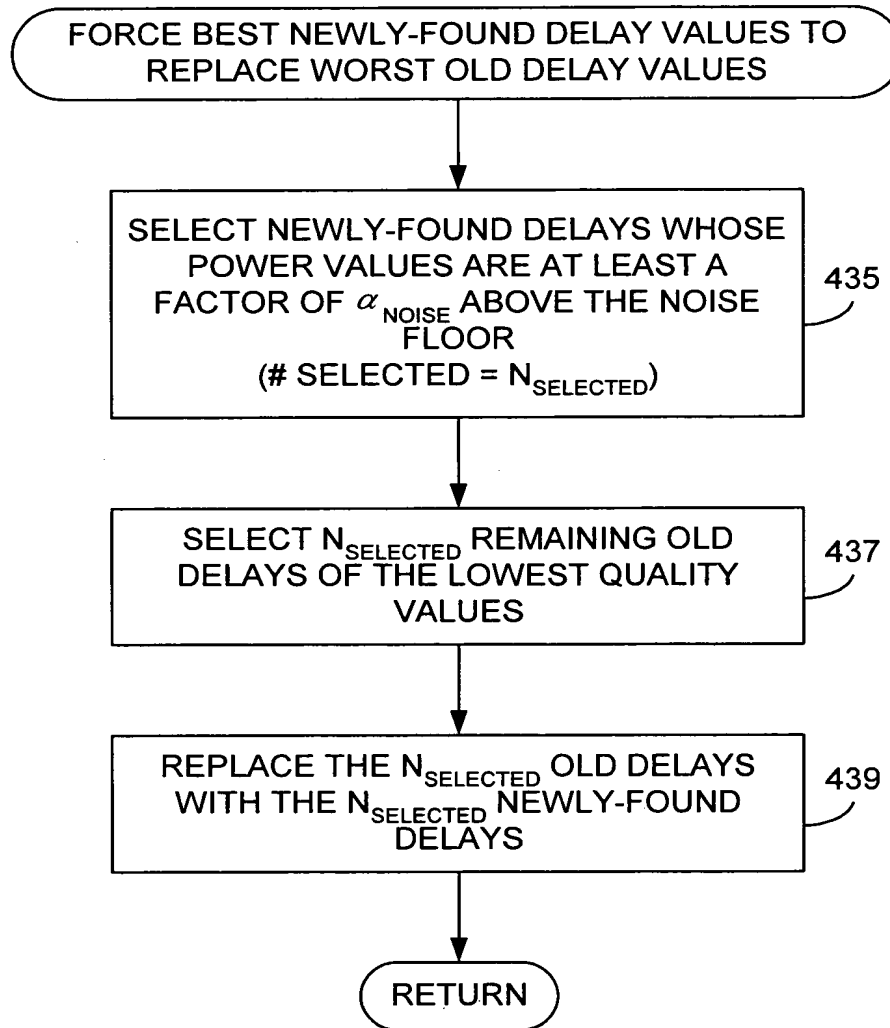 FORCE BEST NEWLY-FOUND DELAY VALUES TO
REPLACE WORST OLD DELAY VALUES
SELECT NEWLY-FOUND DELAYS WHOSE
POWER VALUES ARE AT LEAST A
FACTOR OF α NOISE ABOVE THE NOISE
FLOOR
(# SELECTED = NSELECTED)
435
SELECT NSELECTED REMAINING OLD
DELAYS OF THE LOWEST QUALITY
VALUES
437
REPLACE THE NSELECTED OLD DELAYS
WITH THE NSELECTED NEWLY-FOUND
DELAYS
439
RETURN